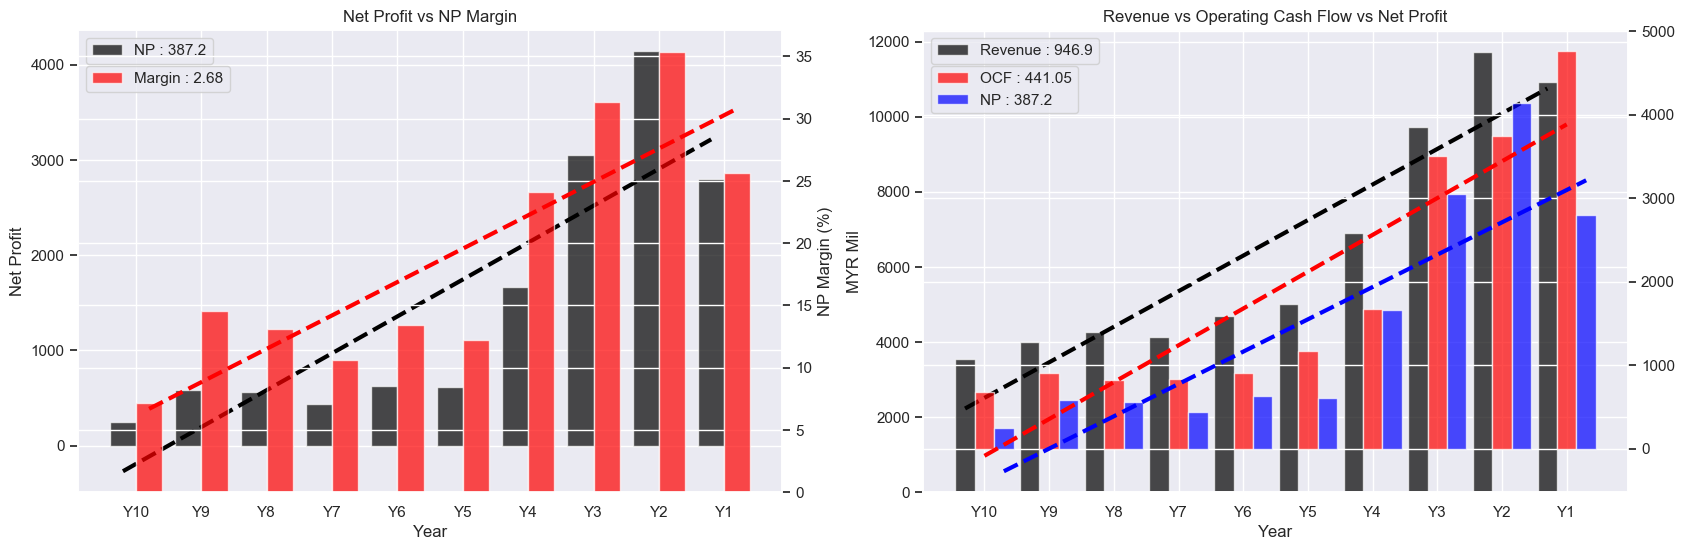 Net Profit vs NP Margin
NP : 387.2
Margin : 2.68
Net Profit
4000
3000
2000
1000
0
35
30
25
20
15
10
5
0
NP Margin (%)
Y10 Y9 Y8 Y7 Y6 Y5 Y4 Y3 Y2 Y1
Year
Revenue vs Operating Cash Flow vs Net Profit
Revenue : 946.9
OCF : 441.05
NP : 387.2
MYR Mil
12000
10000
8000
6000
4000
2000
0
5000
4000
3000
2000
1000
0
Y10 Y9 Y8 Y7 Y6 Y5 Y4 Y3 Y2 Y1
Year